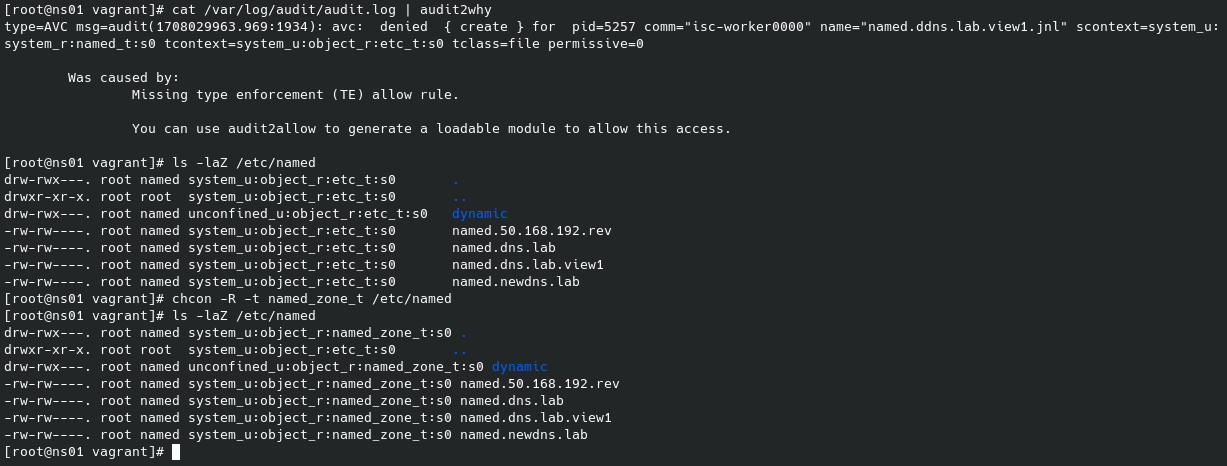 [root@ns01 vagrant]# cat /var/log/audit/audit.log | audit2why
type=AVC msg=audit(1708029963.969:1934): avc:  denied  { create } for  pid=5257 comm="isc-worker0000" name="named.ddns.lab.view1.jnl" scontext=system_u:
system_r:named_t:s0 tcontext=system_u:object_r:etc_t:s0 tclass=file permissive=0
        Was caused by:
                Missing type enforcement (TE) allow rule.
                You can use audit2allow to generate a loadable module to allow this access.
[root@ns01 vagrant]# ls -laZ /etc/named
drw-rwx---. root named system_u:object_r:etc_t:s0       .
drwxr-xr-x. root root  system_u:object_r:etc_t:s0       ..
drw-rwx---. root named unconfined_u:object_r:etc_t:s0   dynamic
-rw-rw----. root named system_u:object_r:etc_t:s0       named.50.168.192.rev
-rw-rw----. root named system_u:object_r:etc_t:s0       named.dns.lab
-rw-rw----. root named system_u:object_r:etc_t:s0       named.dns.lab.view1
-rw-rw----. root named system_u:object_r:etc_t:s0       named.newdns.lab
[root@ns01 vagrant]# chcon -R -t named_zone_t /etc/named
[root@ns01 vagrant]# ls -laZ /etc/named
drw-rwx---. root named system_u:object_r:named_zone_t:s0 .
drwxr-xr-x. root root  system_u:object_r:etc_t:s0       ..
drw-rwx---. root named unconfined_u:object_r:named_zone_t:s0 dynamic
-rw-rw----. root named system_u:object_r:named_zone_t:s0 named.50.168.192.rev
-rw-rw----. root named system_u:object_r:named_zone_t:s0 named.dns.lab
-rw-rw----. root named system_u:object_r:named_zone_t:s0 named.dns.lab.view1
-rw-rw----. root named system_u:object_r:named_zone_t:s0 named.newdns.lab
[root@ns01 vagrant]#